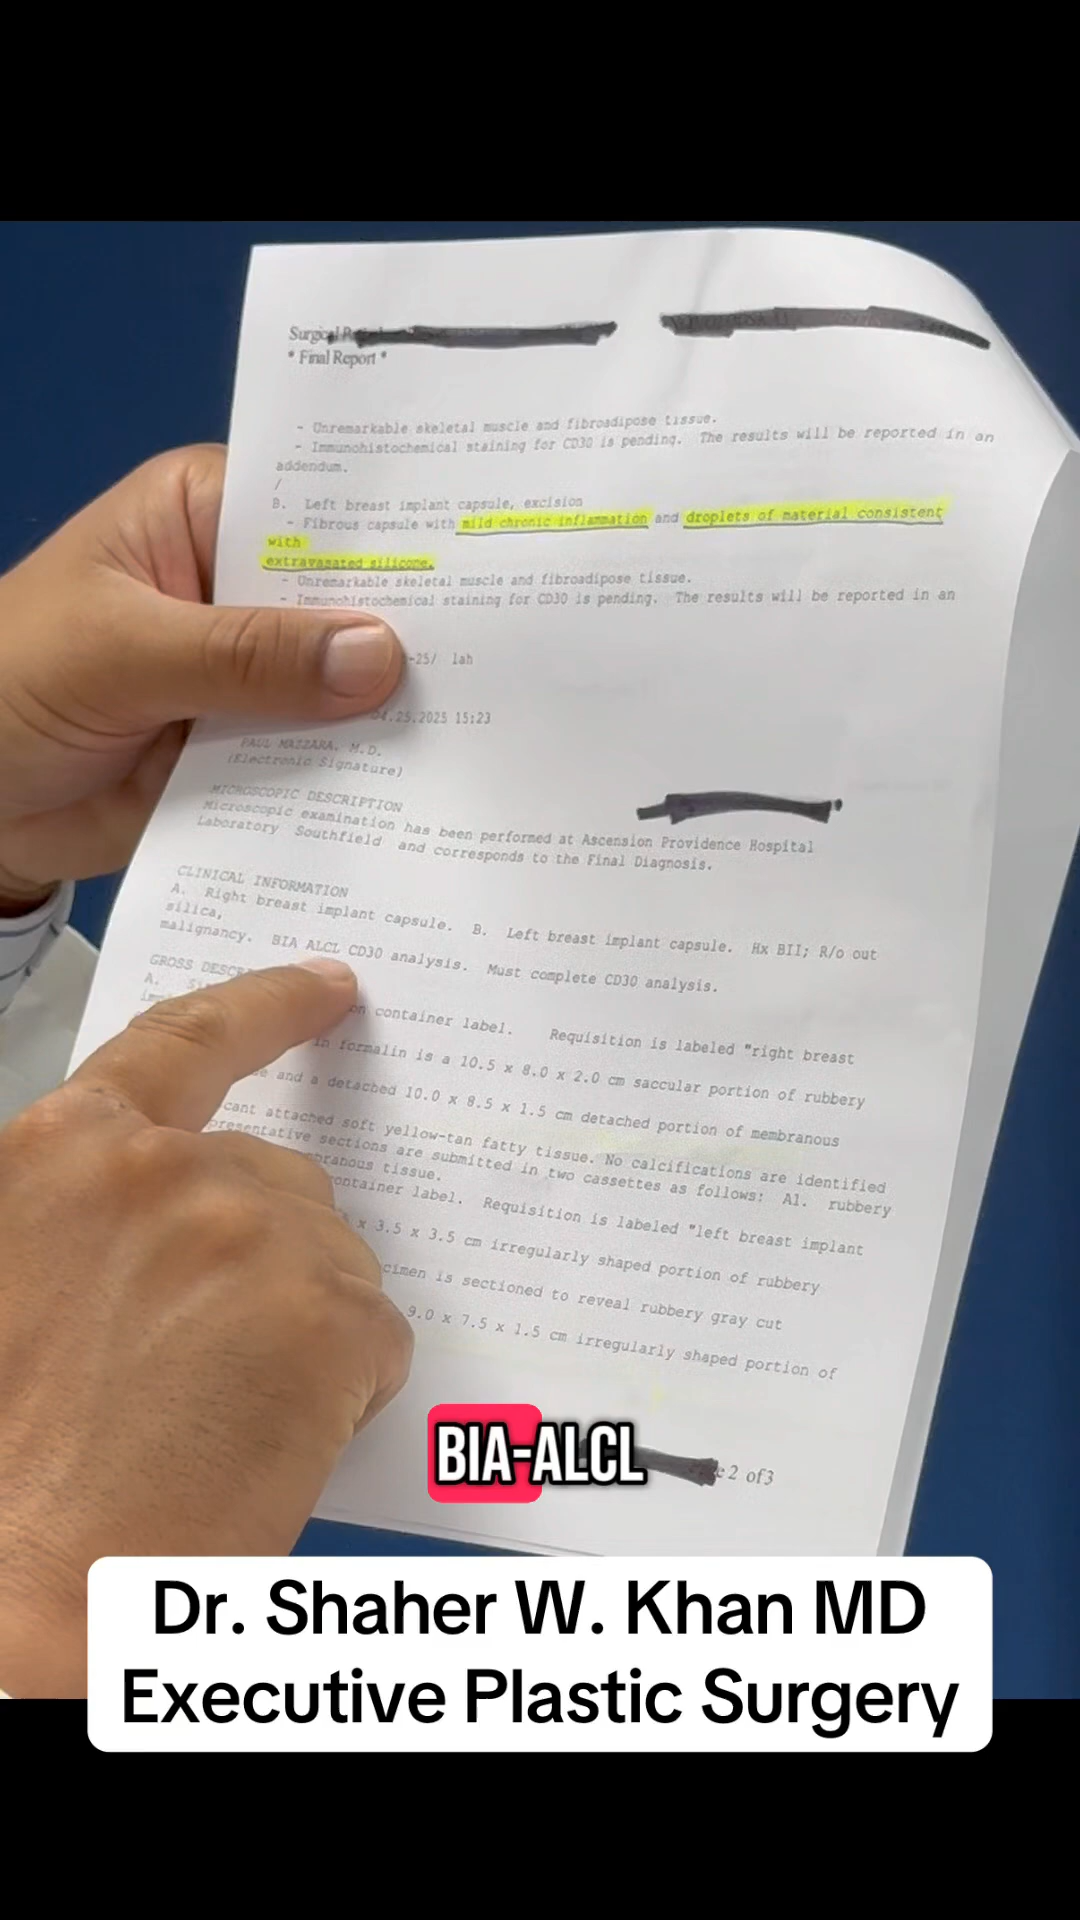 Surgical
* Final Report *
- Unremarkable skeletal muscle and fibroadipose tissue.
- Immunohistochemical staining for CD30 is pending. The results will be reported in an
addendum.
/
B. Left breast implant capsule, excision
- Fibrous capsule with mild chronic inflammation and droplets of material consistent
with
extravasated silicone.
- Unremarkable skeletal muscle and fibroadipose tissue.
- Immunohistochemical staining for CD30 is pending. The results will be reported in an
-25/ lah
04.25.2025 15:23
PAUL MAZZARA, M.D.
(Electronic Signature)
MICROSCOPIC DESCRIPTION
Microscopic examination has been performed at Ascension Providence Hospital
Laboratory Southfield and corresponds to the Final Diagnosis.
CLINICAL INFORMATION
A. Right breast implant capsule. B. Left breast implant capsule. Hx BII; R/o out
silica,
malignancy. BIA ALCL CD30 analysis. Must complete CD30 analysis.
GROSS
A.
on container label. Requisition is labeled "right breast
in formalin is a 10.5 x 8.0 x 2.0 cm saccular portion of rubbery
and a detached 10.0 x 8.5 x 1.5 cm detached portion of membranous
attached soft yellow-tan fatty tissue. No calcifications are identified
sections are submitted in two cassettes as follows: A1. rubbery
tissue.
container label. Requisition is labeled "left breast implant
x 3.5 x 3.5 cm irregularly shaped portion of rubbery
is sectioned to reveal rubbery gray cut
9.0 x 7.5 x 1.5 cm irregularly shaped portion of
2 of 3
BIA-ALCL
Dr. Shaher W. Khan MD
Executive Plastic Surgery